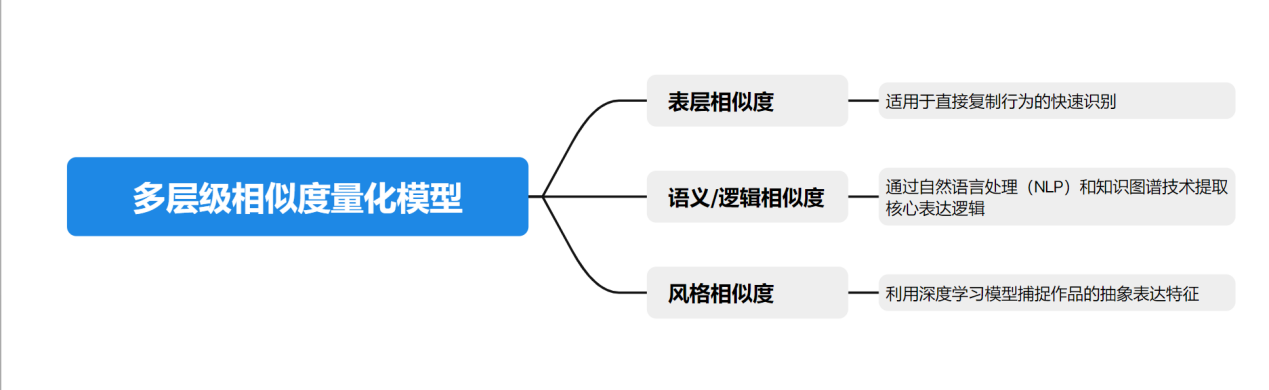 多层级相似度量化模型
表层相似度
适用于直接复制行为的快速识别
语义/逻辑相似度
通过自然语言处理（NLP）和知识图谱技术提取
核心表达逻辑
风格相似度
利用深度学习模型捕捉作品的抽象表达特征